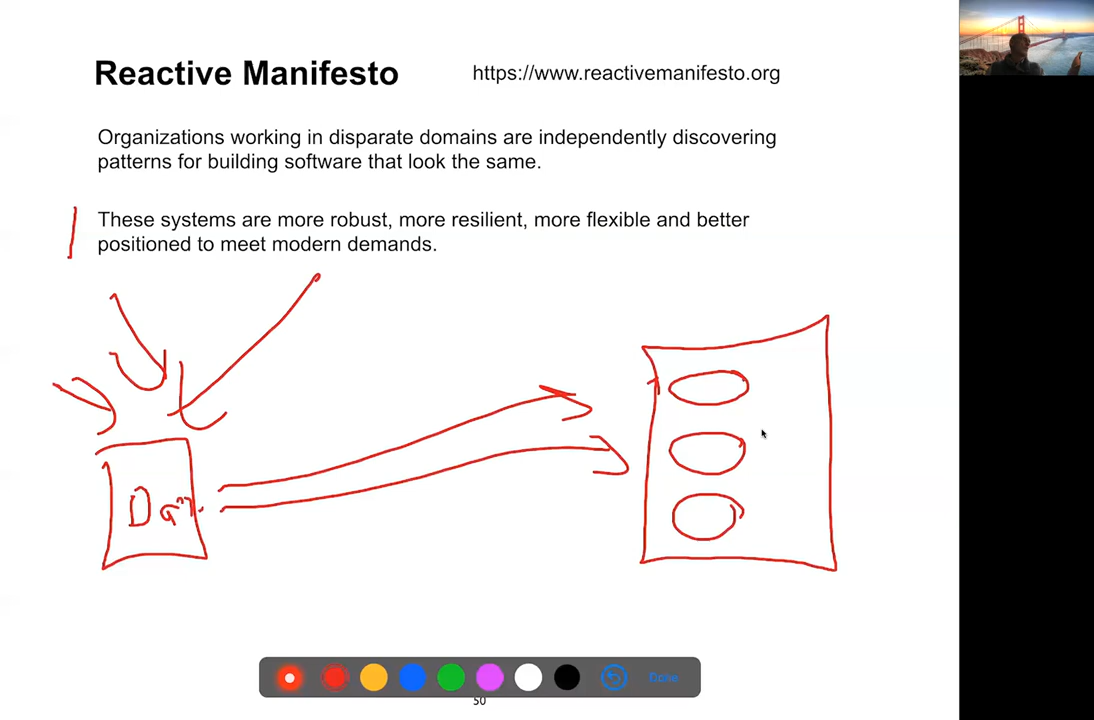 Reactive Manifesto https://www.reactivemanifesto.org
Organizations working in disparate domains are independently discovering
patterns for building software that look the same.
These systems are more robust, more resilient, more flexible and better
positioned to meet modern demands.
Done
50